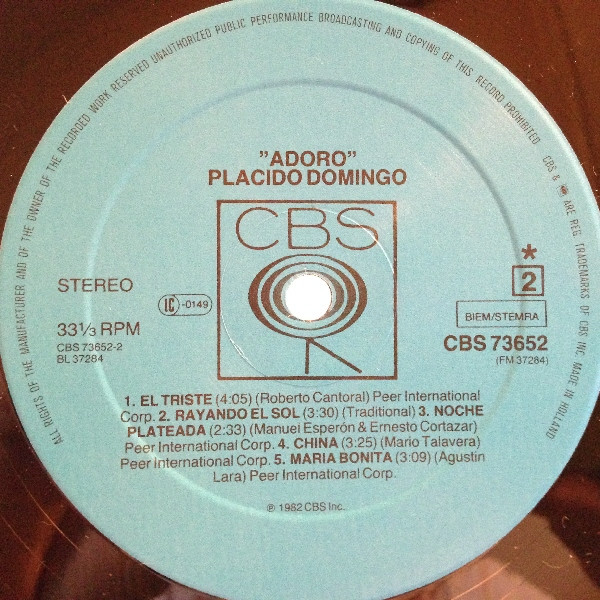 ALL RIGHTS OF THE MANUFACTURER AND OF THE OWNER OF THE RECORDED WORK RESERVED UNAUTHORIZED PUBLIC PERFORMANCE BROADCASTING AND COPYING OF THIS RECORD PROHIBITED. CBS & ARE REG. TRADEMARKS OF CBS INC. MADE IN HOLLAND
"ADORO"
PLACIDO DOMINGO
CBS
STEREO
IC -0149
33⅓ RPM
CBS 73652-2
BL 37284
*
2
BIEM/STEMRA
CBS 73652
(FM 37284)
1. EL TRISTE (4:05) (Roberto Cantoral) Peer International
Corp. 2. RAYANDO EL SOL (3:30) (Traditional) 3. NOCHE
PLATEADA (2:33) (Manuel Esperón & Ernesto Cortazar)
Peer International Corp. 4. CHINA (3:25) (Mario Talavera)
Peer International Corp. 5. MARIA BONITA (3:09) (Agustin
Lara) Peer International Corp.
℗ 1982 CBS Inc.